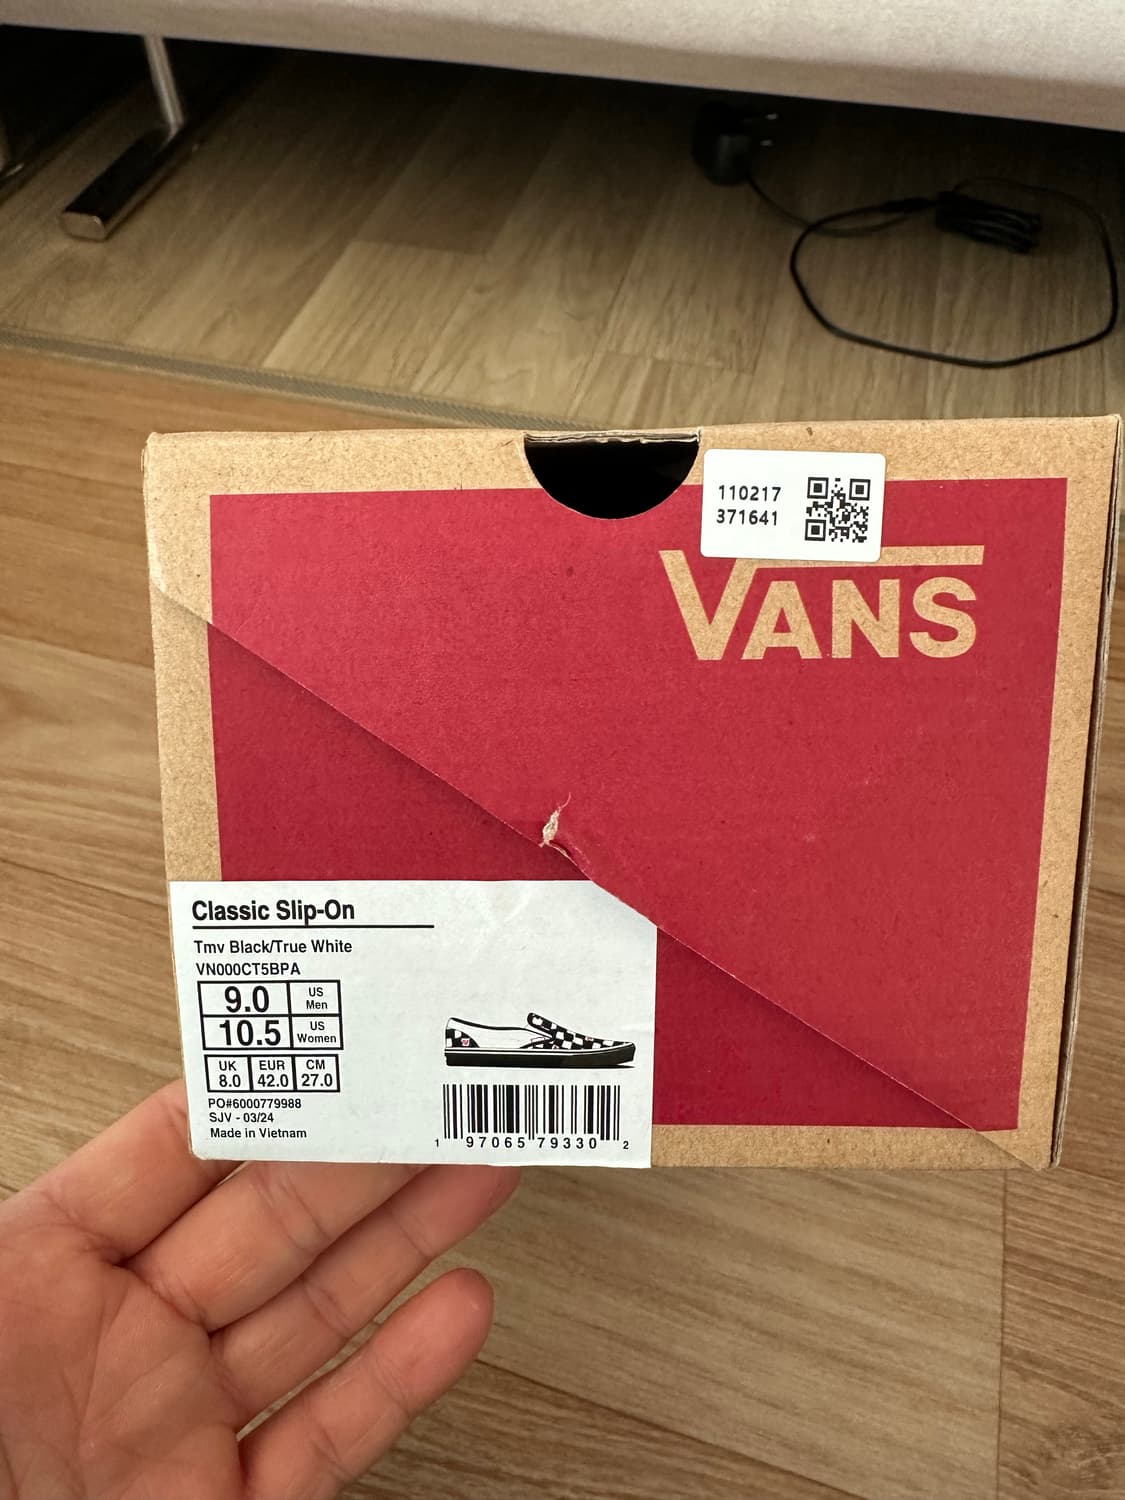 110217
371641
VANS
Classic Slip-On
Tmv Black/True White
VN000CT5BPA
9.0 US Men
10.5 US Women
UK EUR CM
8.0 42.0 27.0
PO#6000779988
SJV - 03/24
Made in Vietnam
1 97065 79330 2